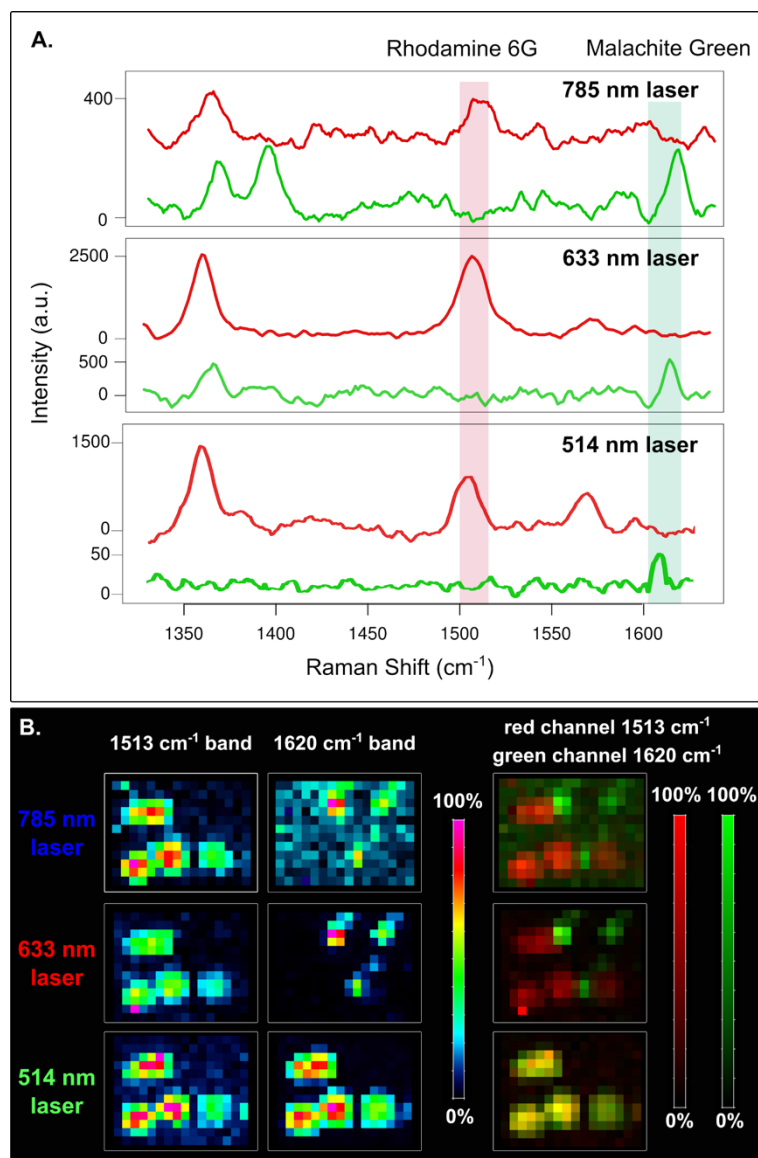 A.
Rhodamine 6G Malachite Green
785 nm laser
400
0
633 nm laser
2500
0
500
0
514 nm laser
1500
0
50
0
Intensity (a.u.)
1350 1400 1450 1500 1550 1600
Raman Shift (cm⁻¹)
B.
1513 cm⁻¹ band 1620 cm⁻¹ band
red channel 1513 cm⁻¹
green channel 1620 cm⁻¹
785 nm
laser
633 nm
laser
514 nm
laser
100%
0%
100% 100%
0% 0%